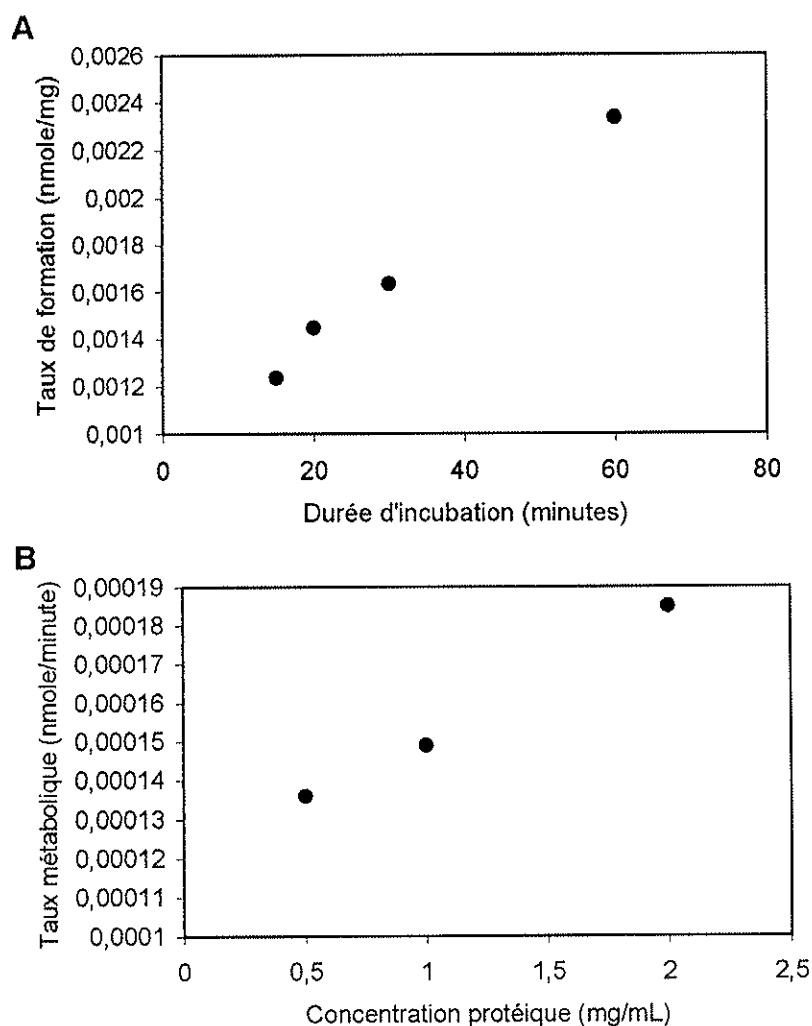 A
Taux de formation (nmole/mg)
0,0026
0,0024
0,0022
0,002
0,0018
0,0016
0,0014
0,0012
0,001
0 20 40 60 80
Durée d'incubation (minutes)
B
Taux métabolique (nmole/minute)
0,00019
0,00018
0,00017
0,00016
0,00015
0,00014
0,00013
0,00012
0,00011
0,0001
0 0,5 1 1,5 2 2,5
Concentration protéique (mg/mL)